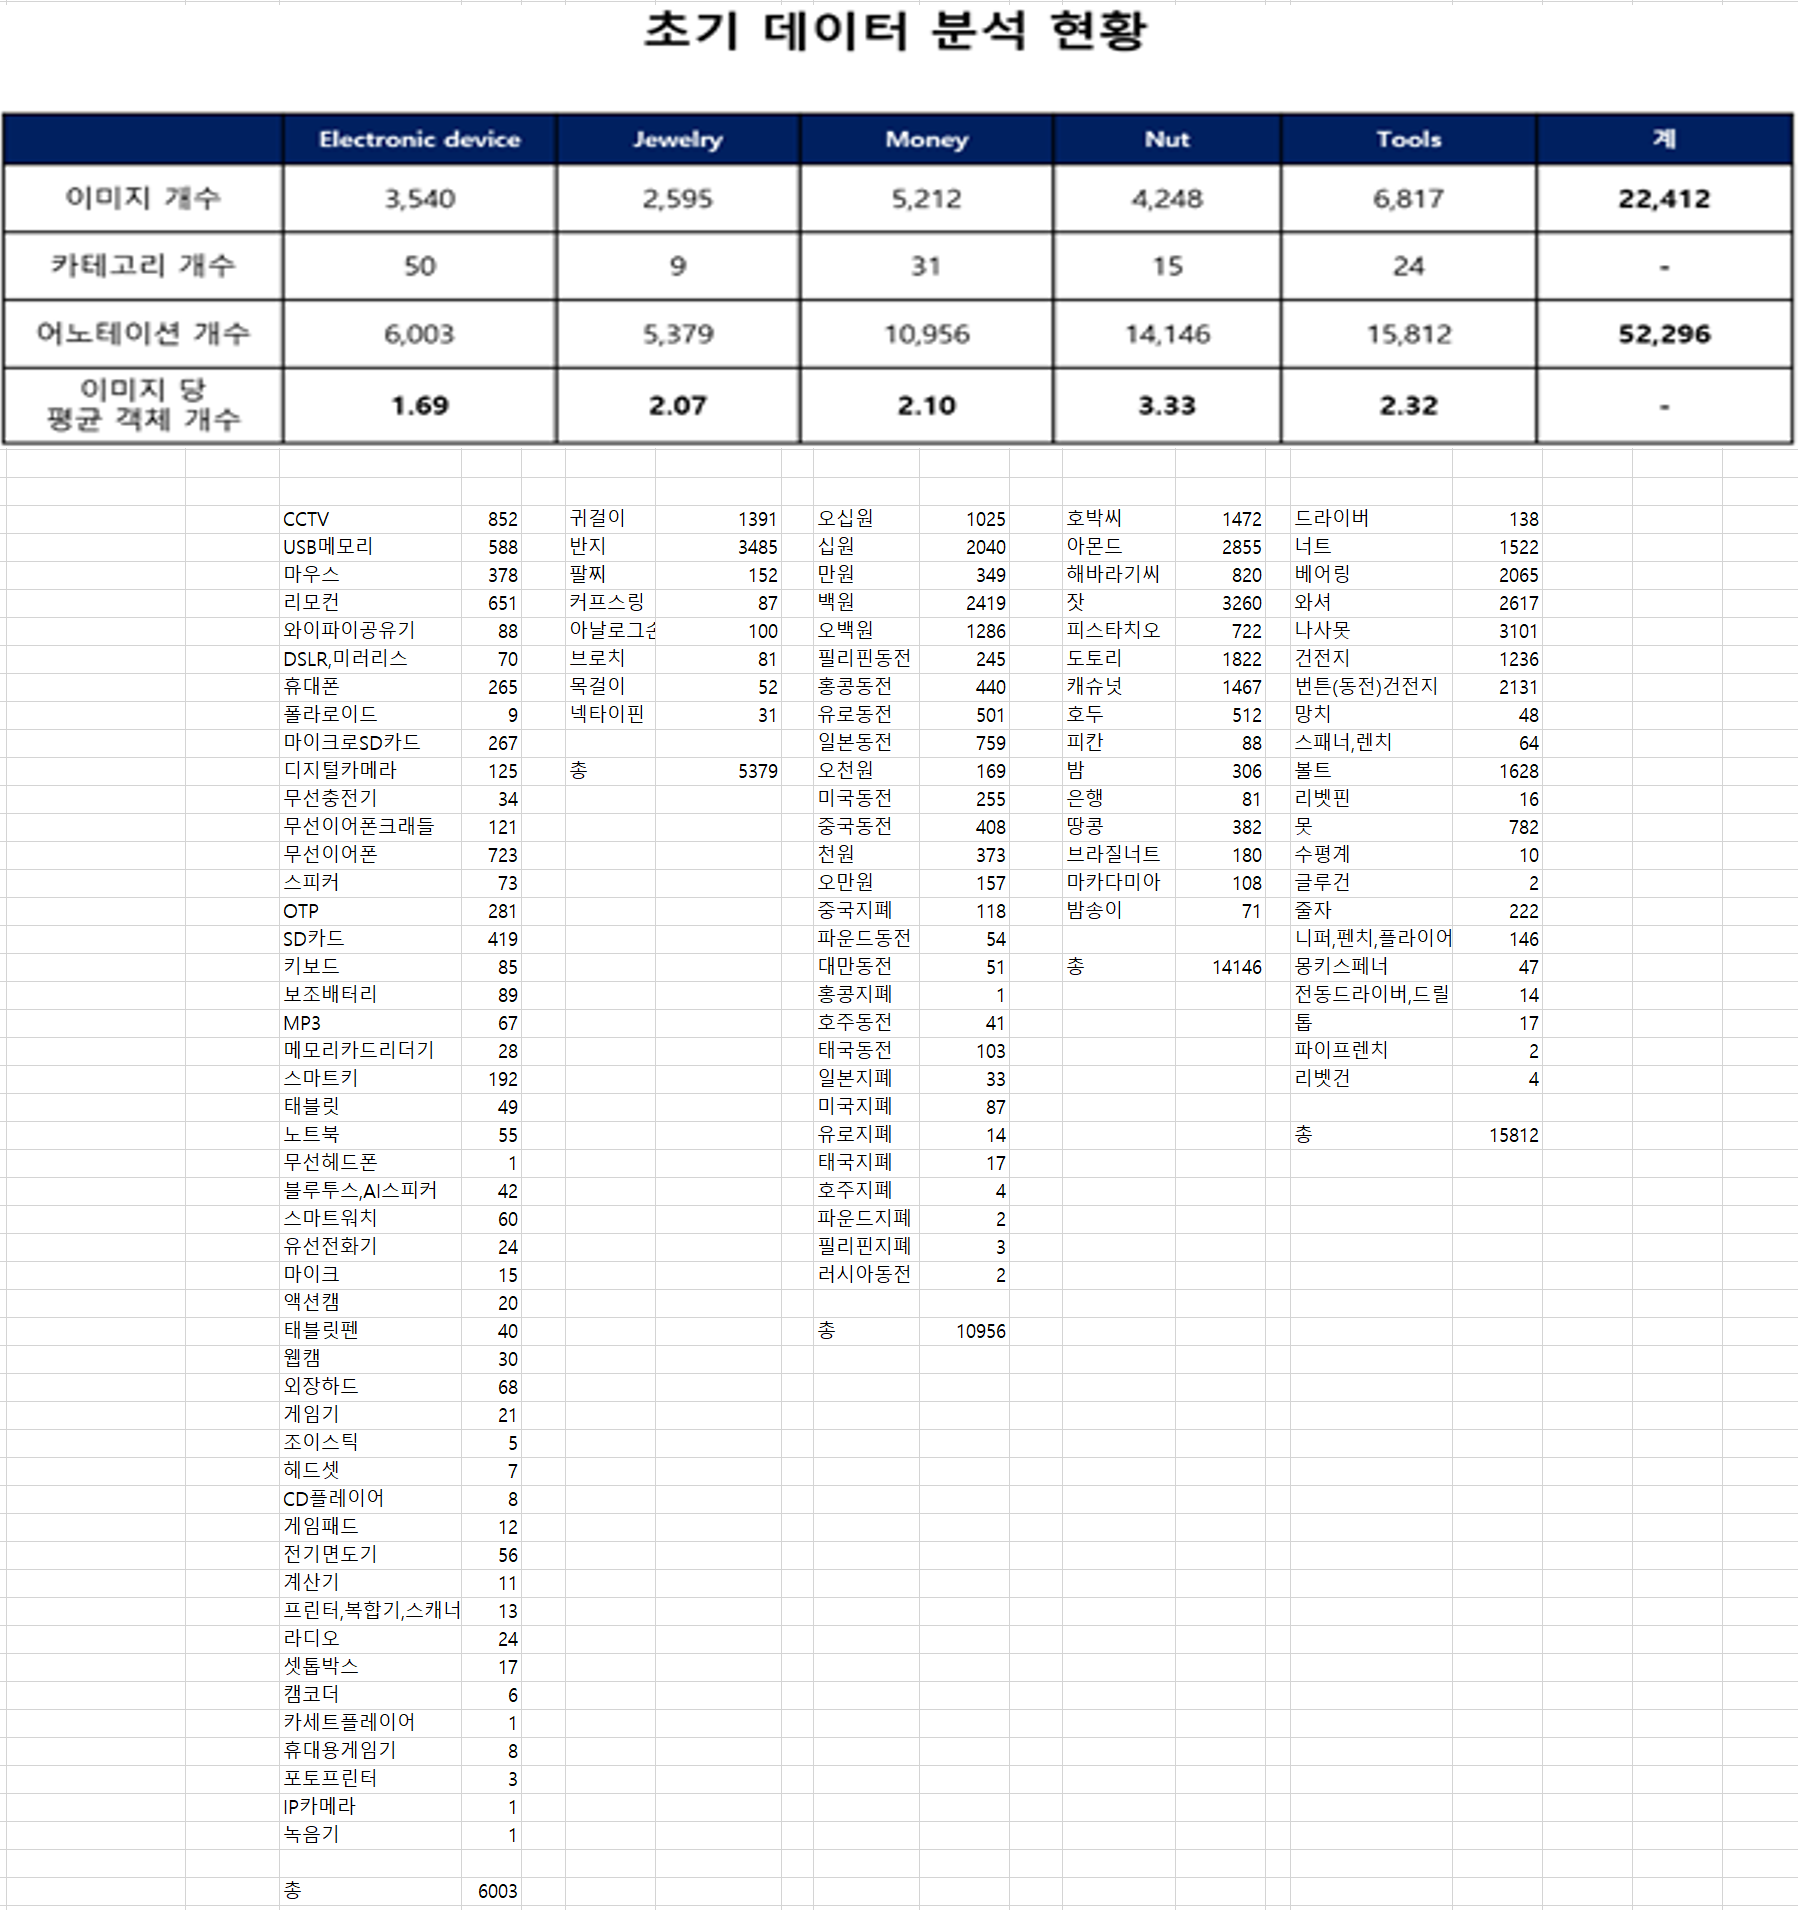 초기 데이터 분석 현황
Electronic device Jewelry Money Nut Tools 계
이미지 개수 3,540 2,595 5,212 4,248 6,817 22,412
카테고리 개수 50 9 31 15 24 -
어노테이션 개수 6,003 5,379 10,956 14,146 15,812 52,296
이미지 당
평균 객체 개수 1.69 2.07 2.10 3.33 2.32 -
CCTV 852 귀걸이 1391 오십원 1025 호박씨 1472 드라이버 138
USB메모리 588 반지 3485 십원 2040 아몬드 2855 너트 1522
마우스 378 팔찌 152 만원 349 해바라기씨 820 베어링 2065
리모컨 651 커프스링 87 백원 2419 잣 3260 와셔 2617
와이파이공유기 88 아날로그손 100 오백원 1286 피스타치오 722 나사못 3101
DSLR,미러리스 70 브로치 81 필리핀동전 245 도토리 1822 건전지 1236
휴대폰 265 목걸이 52 홍콩동전 440 캐슈넛 1467 번튼(동전)건전지 2131
폴라로이드 9 넥타이핀 31 유로동전 501 호두 512 망치 48
마이크로SD카드 267 일본동전 759 피칸 88 스패너,렌치 64
디지털카메라 125 총 5379 오천원 169 밤 306 볼트 1628
무선충전기 34 미국동전 255 은행 81 리벳핀 16
무선이어폰크래들 121 중국동전 408 땅콩 382 못 782
무선이어폰 723 천원 373 브라질너트 180 수평계 10
스피커 73 오만원 157 마카다미아 108 글루건 2
OTP 281 중국지폐 118 밤송이 71 줄자 222
SD카드 419 파운드동전 54 니퍼,펜치,플라이어 146
키보드 85 대만동전 51 총 14146 몽키스페너 47
보조배터리 89 홍콩지폐 1 전동드라이버,드릴 14
MP3 67 호주동전 41 톱 17
메모리카드리더기 28 태국동전 103 파이프렌치 2
스마트키 192 일본지폐 33 리벳건 4
태블릿 49 미국지폐 87
노트북 55 유로지폐 14 총 15812
무선헤드폰 1 태국지폐 17
블루투스,AI스피커 42 호주지폐 4
스마트워치 60 파운드지폐 2
유선전화기 24 필리핀지폐 3
마이크 15 러시아동전 2
액션캠 20
태블릿펜 40 총 10956
웹캠 30
외장하드 68
게임기 21
조이스틱 5
헤드셋 7
CD플레이어 8
게임패드 12
전기면도기 56
계산기 11
프린터,복합기,스캐너 13
라디오 24
셋톱박스 17
캠코더 6
카세트플레이어 1
휴대용게임기 8
포토프린터 3
IP카메라 1
녹음기 1
총 6003